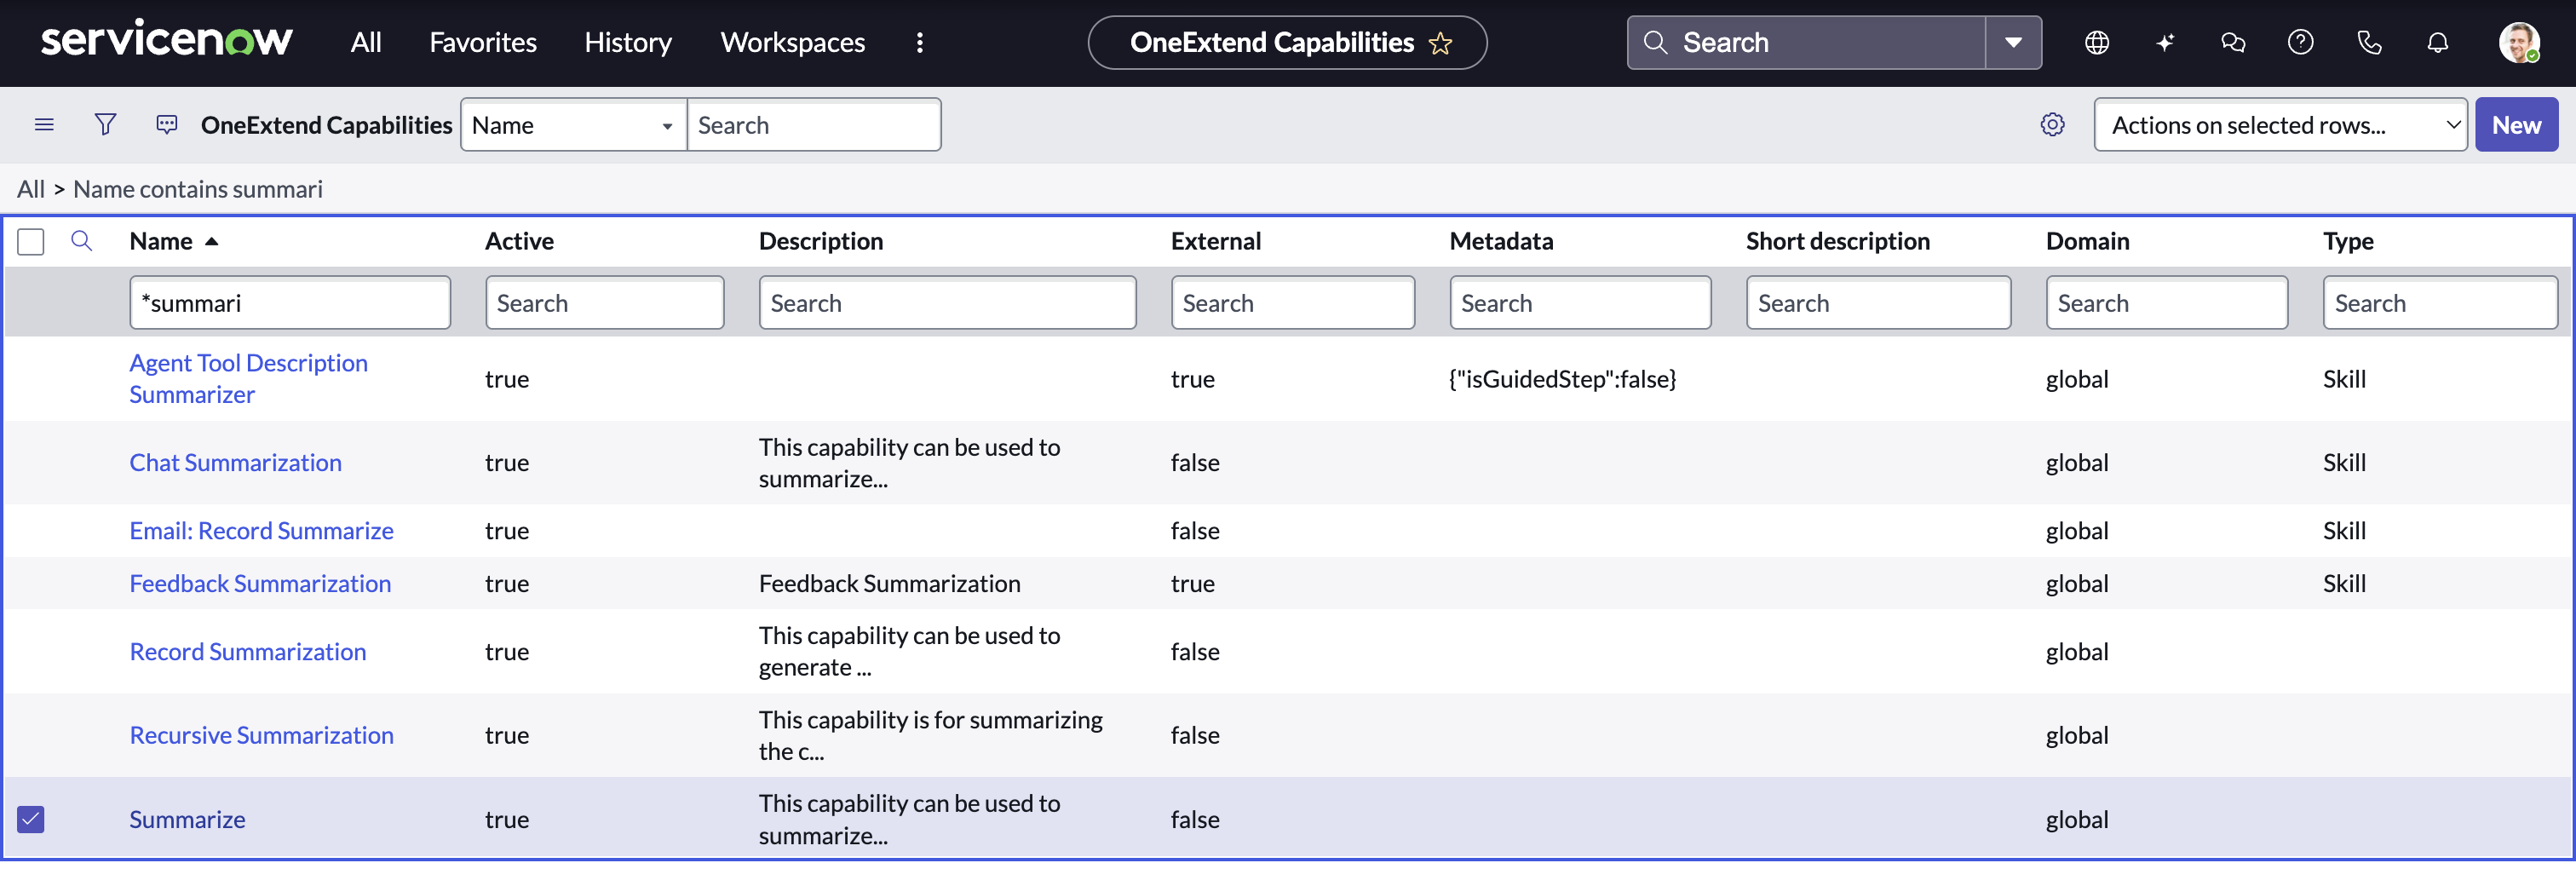 servicenow All Favorites History Workspaces OneExtend Capabilities Search
OneExtend Capabilities Name Search Actions on selected rows... New
All > Name contains summari
Name Active Description External Metadata Short description Domain Type
*summari Search Search Search Search Search Search Search
Agent Tool Description
Summarizer
true true {"isGuidedStep":false} global Skill
Chat Summarization true
This capability can be used to
summarize...
false global Skill
Email: Record Summarize true false global Skill
Feedback Summarization true Feedback Summarization true global Skill
Record Summarization true
This capability can be used to
generate ...
false global
Recursive Summarization true
This capability is for summarizing
the c...
false global
Summarize true
This capability can be used to
summarize...
false global